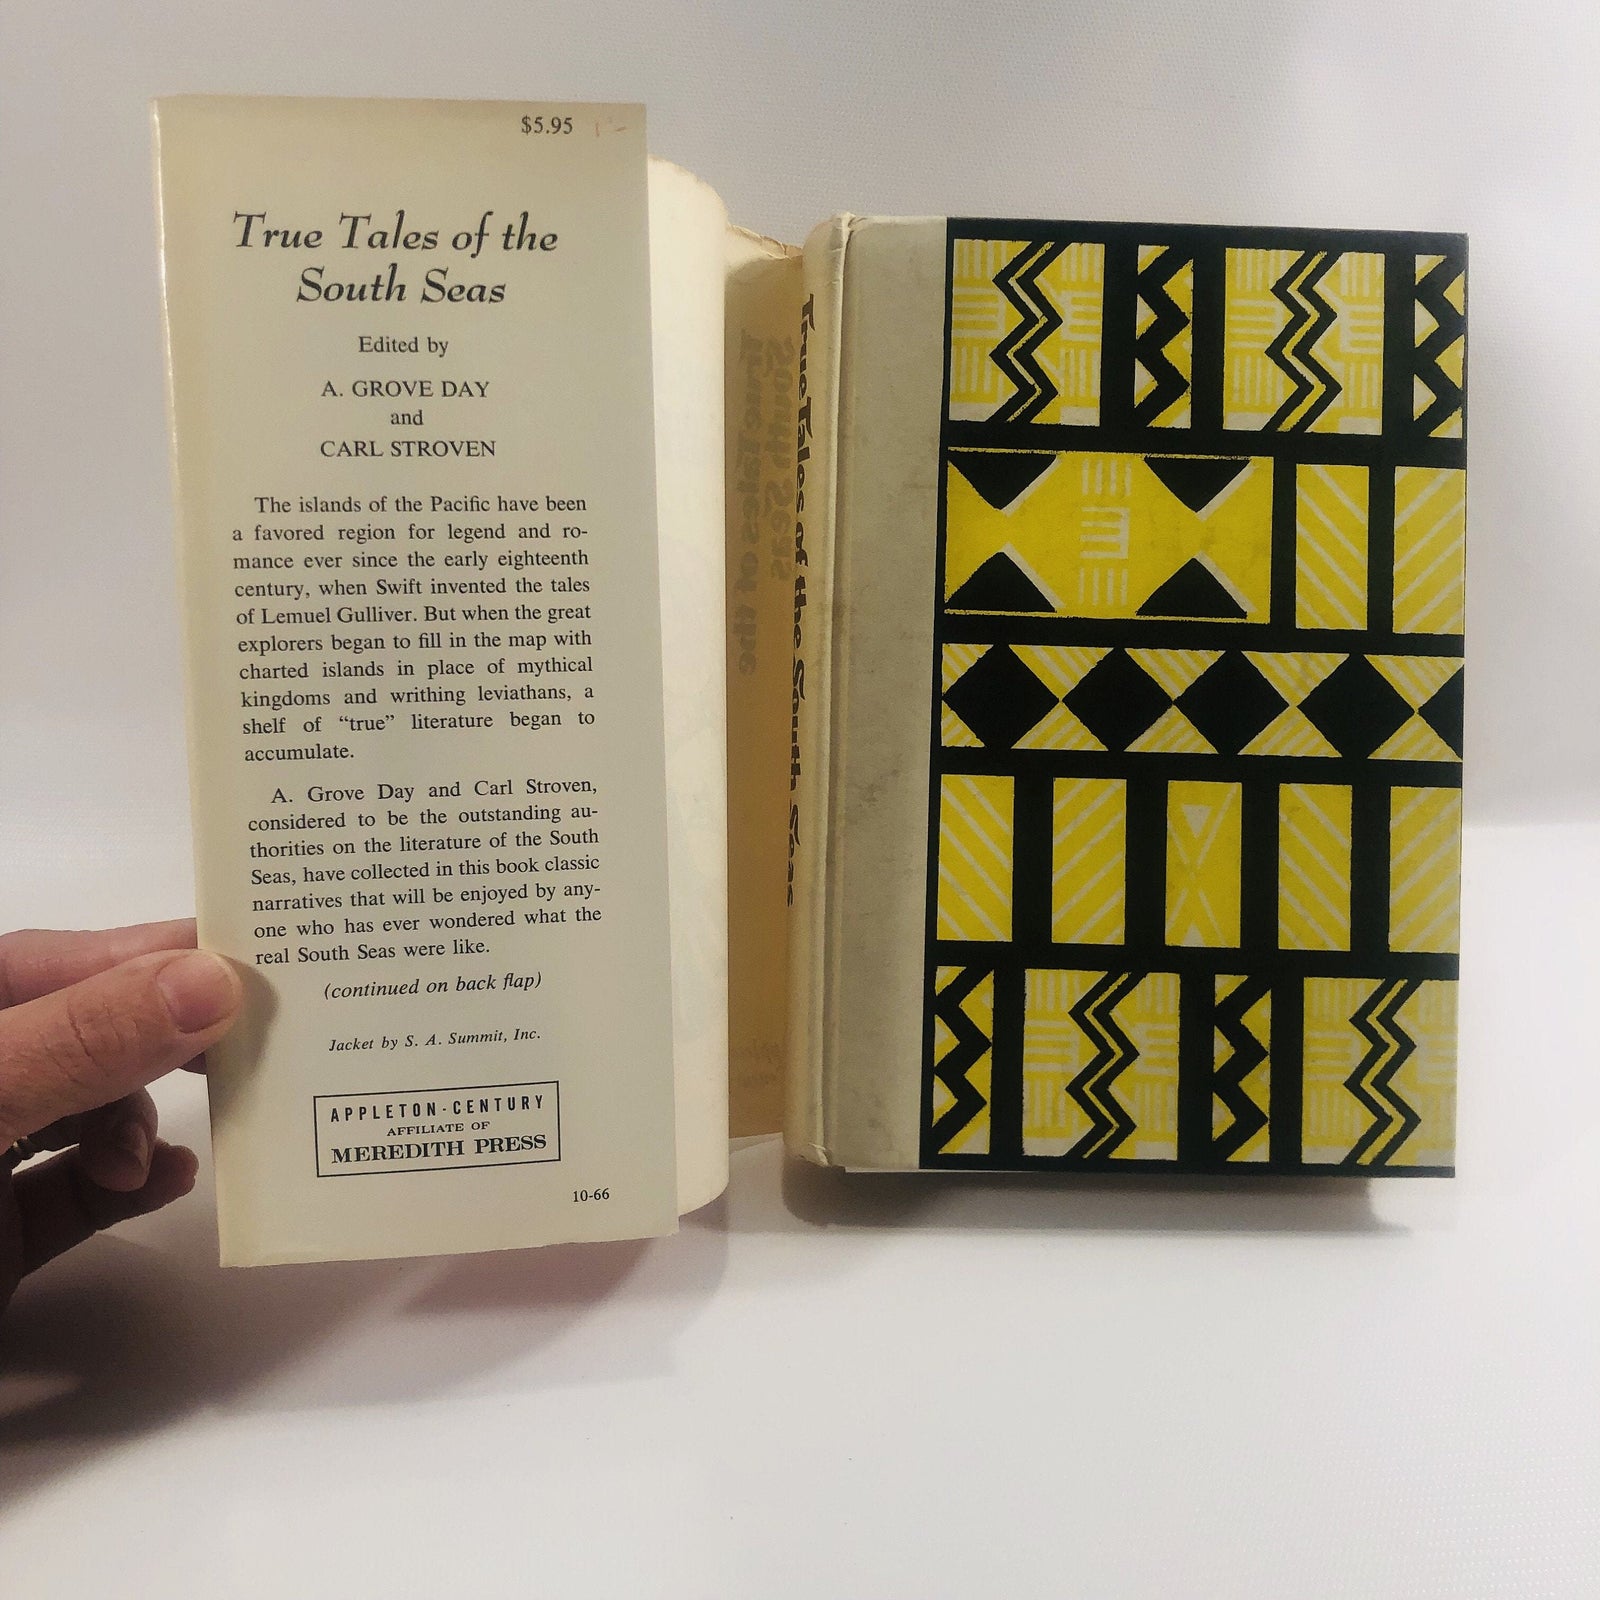 $5.95
True Tales of the
South Seas
Edited by
A. GROVE DAY
and
CARL STROVEN
The islands of the Pacific have been
a favored region for legend and ro-
mance ever since the early eighteenth
century, when Swift invented the tales
of Lemuel Gulliver. But when the great
explorers began to fill in the map with
charted islands in place of mythical
kingdoms and writhing leviathans, a
shelf of “true” literature began to
accumulate.
A. Grove Day and Carl Stroven,
considered to be the outstanding au-
thorities on the literature of the South
Seas, have collected in this book classic
narratives that will be enjoyed by any-
one who has ever wondered what the
real South Seas were like.
(continued on back flap)
Jacket by S. A. Summit, Inc.
APPLETON-CENTURY
AFFILIATE OF
MEREDITH PRESS
10-66
True Tales of the
South Seas
True Tales of the South Seas